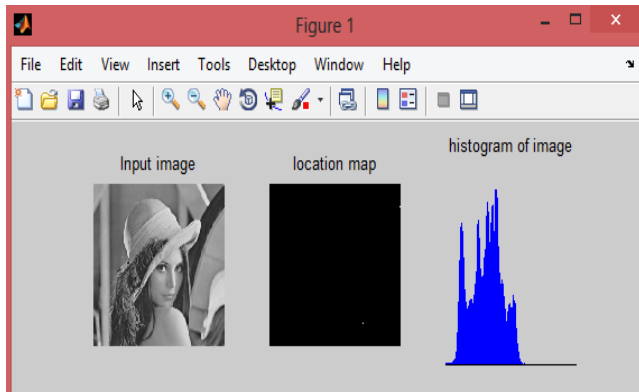 Figure 1
File Edit View Insert Tools Desktop Window Help
Input image
location map
histogram of image